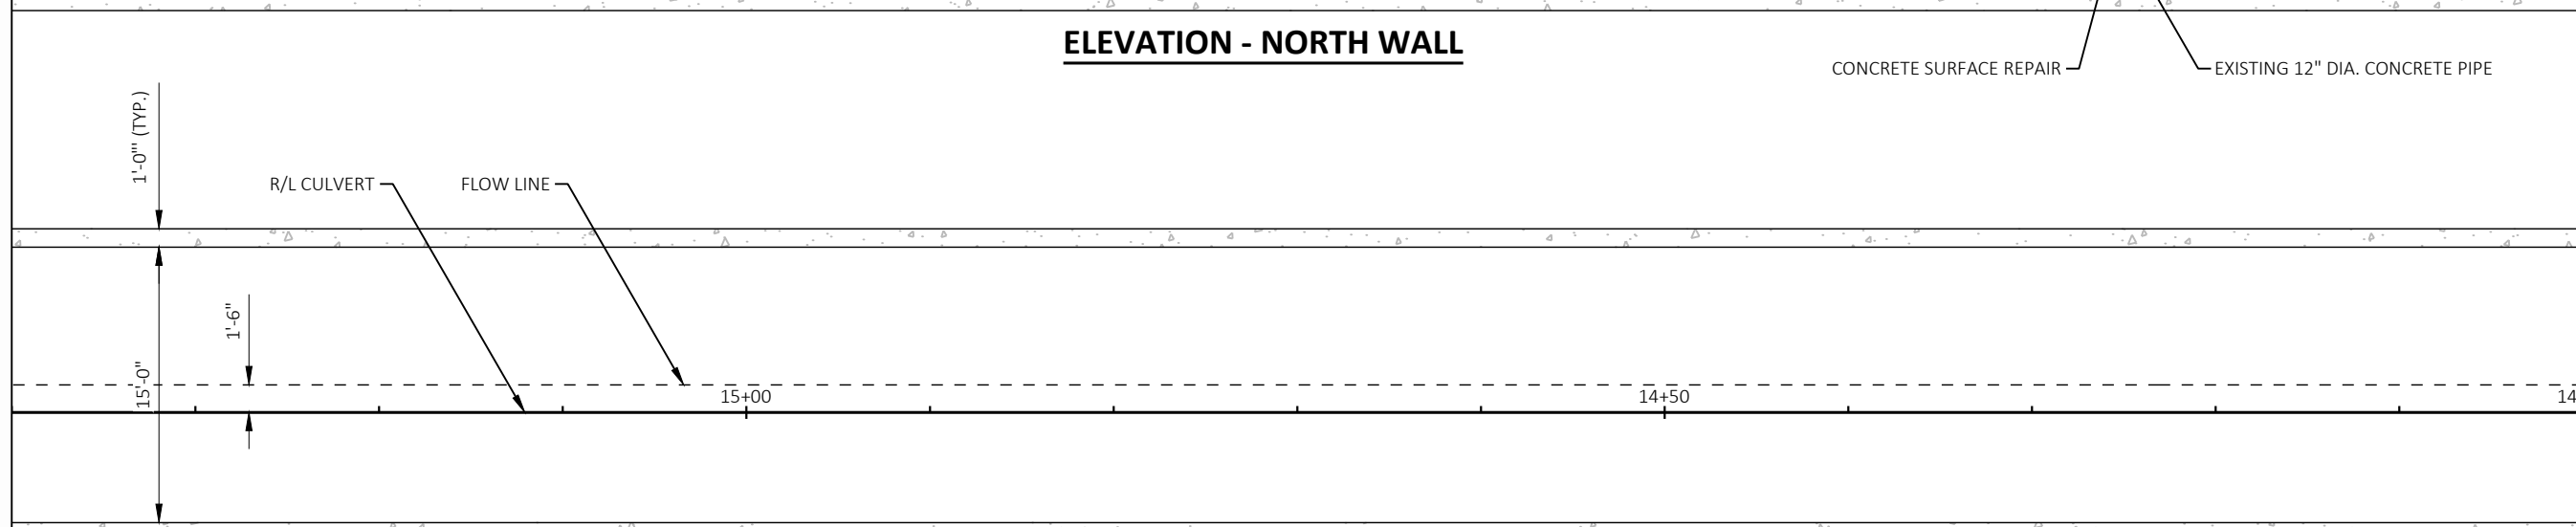 ELEVATION - NORTH WALL
CONCRETE SURFACE REPAIR
EXISTING 12" DIA. CONCRETE PIPE
1'-0"' (TYP.)
R/L CULVERT
FLOW LINE
1'-6"
15'-0"
15+00
14+50
14